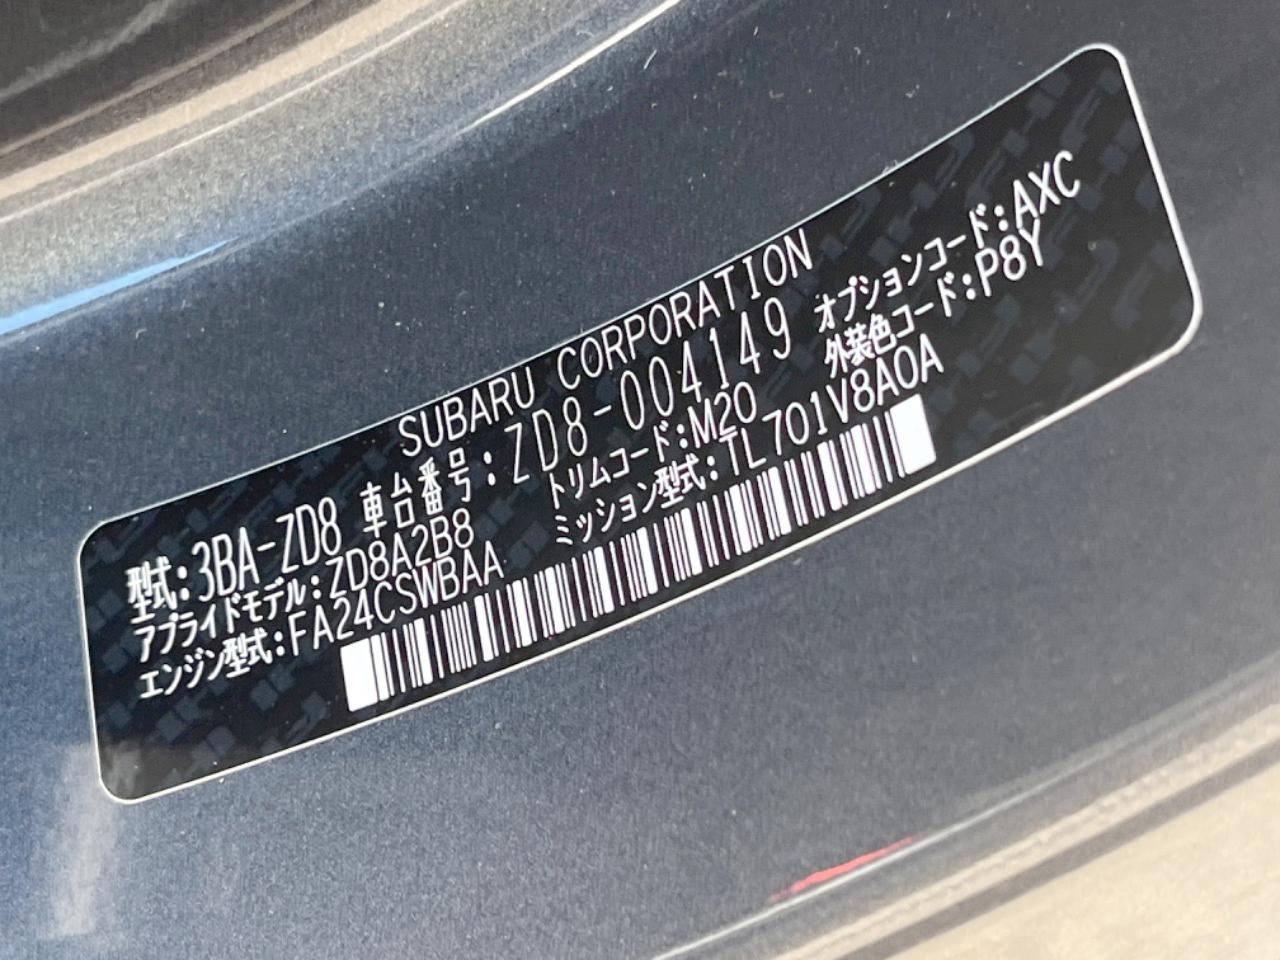 SUBARU CORPORATION
型式:3BA-ZD8 車台番号:ZD8-004149
アプライドモデル:ZD8A2B8 トリムコード:M20 オプションコード:AXC
エンジン型式:FA24CSWBAA ミッション型式:TL701V8A0A 外装色コード:P8Y